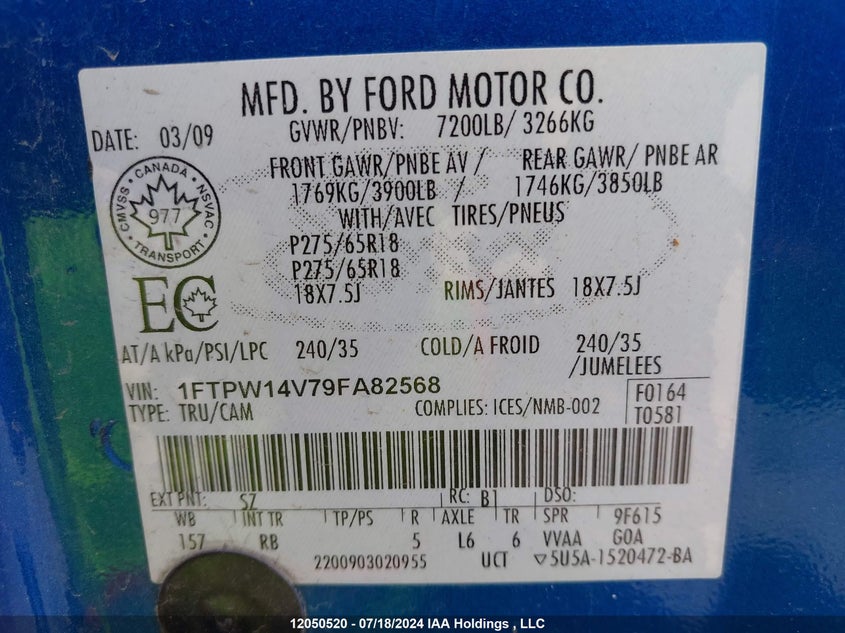 MFD. BY FORD MOTOR CO.
DATE: 03/09 GVWR/PNBV: 7200LB/ 3266KG
FRONT GAWR/PNBE AV / REAR GAWR/ PNBE AR
1769KG/3900LB / 1746KG/3850LB
WITH/AVEC TIRES/PNEUS
CMVSS · CANADA · NSVAC
977
TRANSPORT
P275/65R18
P275/65R18
18X7.5J RIMS/JANTES 18X7.5J
EC
AT/A kPa/PSI/LPC 240/35 COLD/A FROID 240/35
/JUMELEES
VIN: 1FTPW14V79FA82568 F0164
TYPE: TRU/CAM COMPLIES: ICES/NMB-002 T0581
EXT PNT: SZ RC: B1 DSO:
WB INT TR TP/PS R AXLE TR SPR 9F615
157 RB 5 L6 6 VVAA GOA
2200903020955 UCT ▽5U5A-1520472-BA
12050520 - 07/18/2024 IAA Holdings , LLC